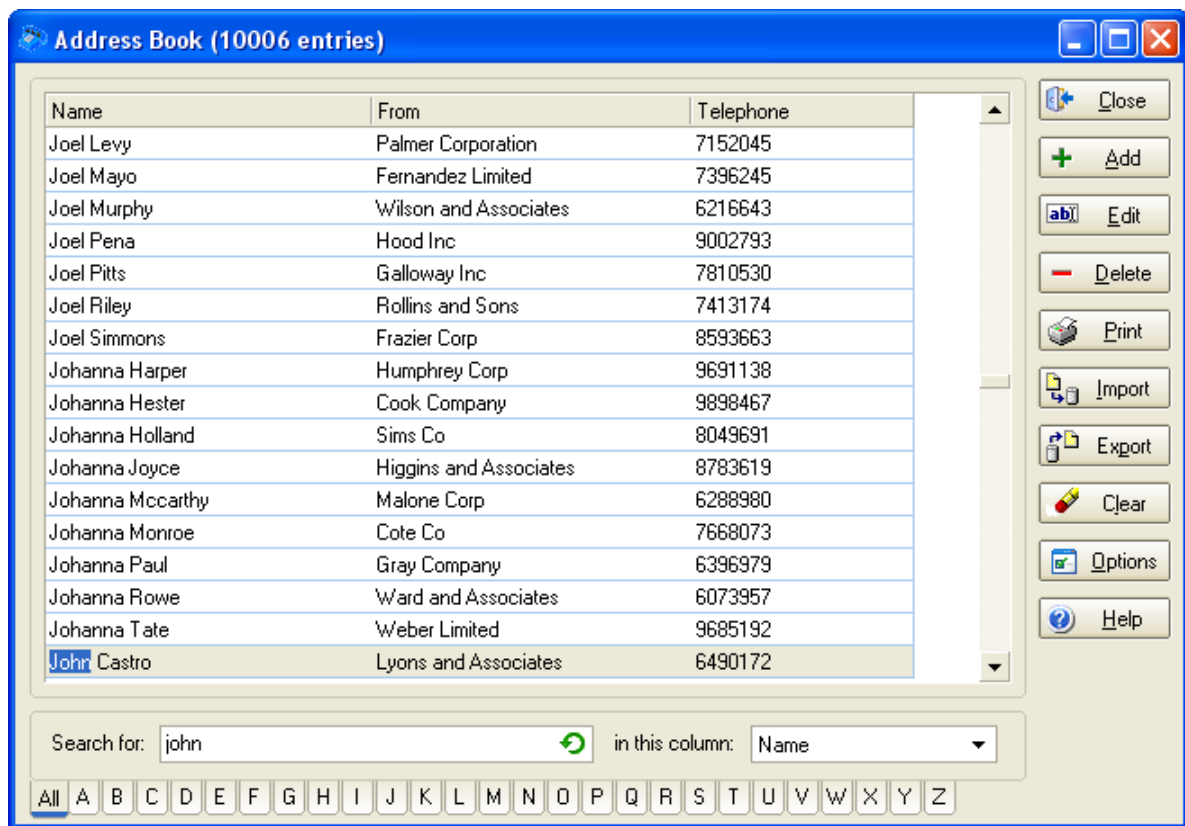 Address Book (10006 entries)
Name From Telephone
Joel Levy Palmer Corporation 7152045
Joel Mayo Fernandez Limited 7396245
Joel Murphy Wilson and Associates 6216643
Joel Pena Hood Inc 9002793
Joel Pitts Galloway Inc 7810530
Joel Riley Rollins and Sons 7413174
Joel Simmons Frazier Corp 8593663
Johanna Harper Humphrey Corp 9691138
Johanna Hester Cook Company 9898467
Johanna Holland Sims Co 8049691
Johanna Joyce Higgins and Associates 8783619
Johanna Mccarthy Malone Corp 6288980
Johanna Monroe Cote Co 7668073
Johanna Paul Gray Company 6396979
Johanna Rowe Ward and Associates 6073957
Johanna Tate Weber Limited 9685192
John Castro Lyons and Associates 6490172
Close
Add
Edit
Delete
Print
Import
Export
Clear
Options
Help
Search for: john in this column: Name
All A B C D E F G H I J K L M N O P Q R S T U V W X Y Z